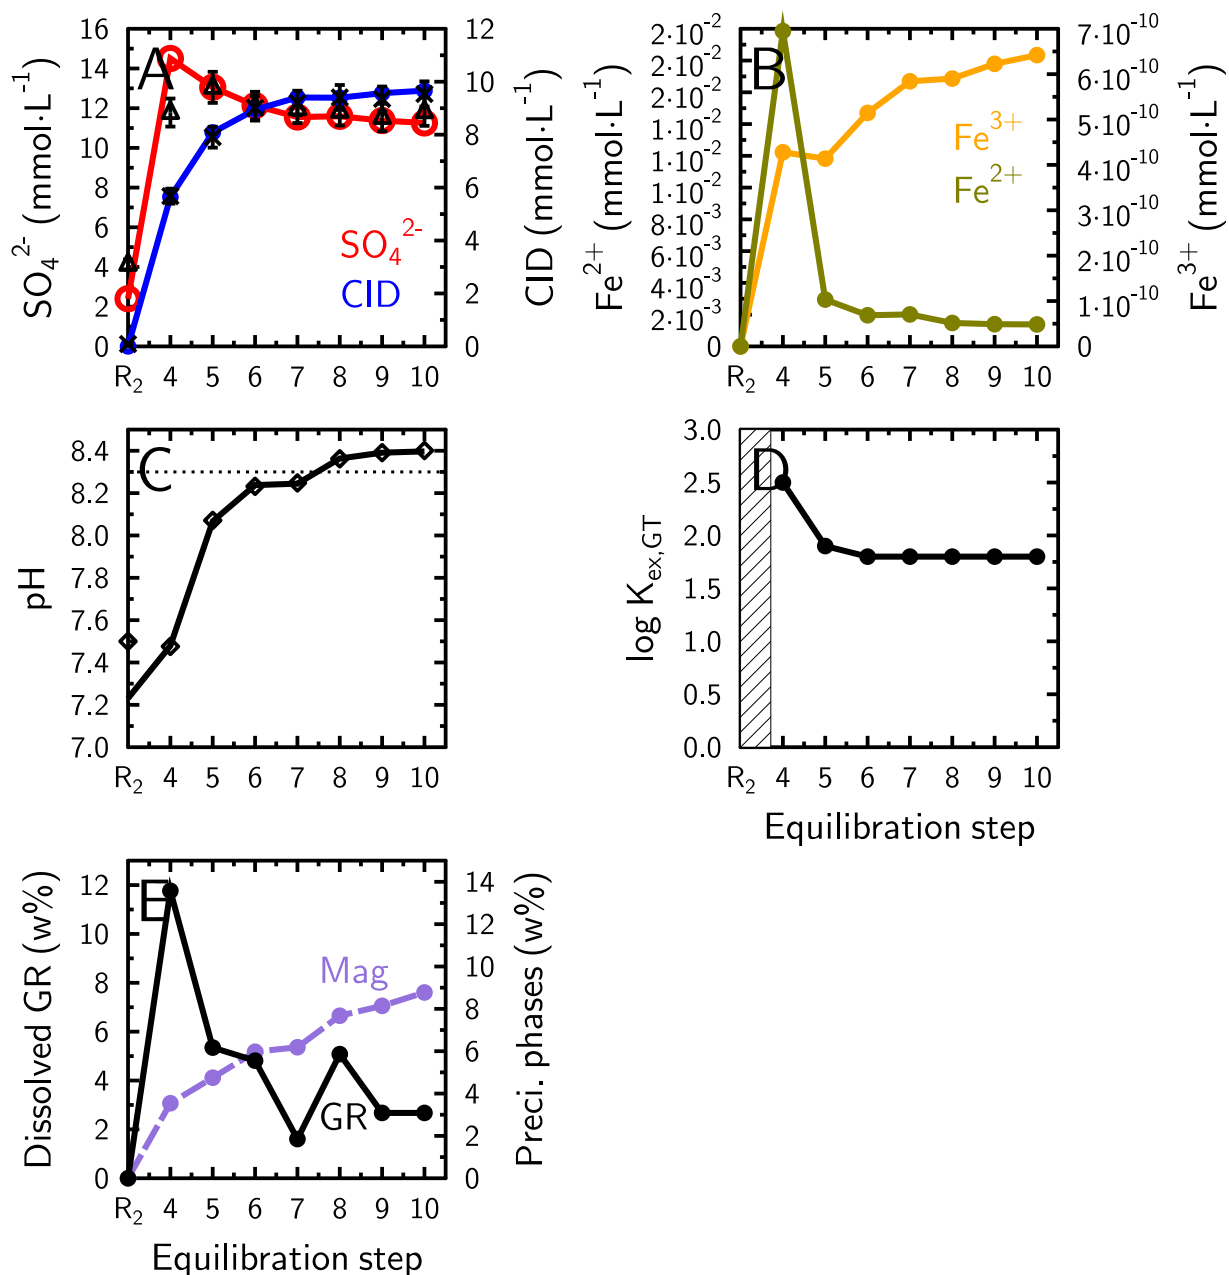 A
SO₄²⁻ (mmol·L⁻¹)
16
14
12
10
8
6
4
2
0
12
10
8
6
4
2
0
CID (mmol·L⁻¹)
SO₄²⁻
CID
R₂ 4 5 6 7 8 9 10
B
Fe²⁺ (mmol·L⁻¹)
2·10⁻²
2·10⁻²
2·10⁻²
1·10⁻²
1·10⁻²
1·10⁻²
8·10⁻³
6·10⁻³
4·10⁻³
2·10⁻³
0
7·10⁻¹⁰
6·10⁻¹⁰
5·10⁻¹⁰
4·10⁻¹⁰
3·10⁻¹⁰
2·10⁻¹⁰
1·10⁻¹⁰
0
Fe³⁺ (mmol·L⁻¹)
Fe³⁺
Fe²⁺
R₂ 4 5 6 7 8 9 10
C
pH
8.4
8.2
8.0
7.8
7.6
7.4
7.2
7.0
R₂ 4 5 6 7 8 9 10
D
log K_ex,GT
3.0
2.5
2.0
1.5
1.0
0.5
0.0
R₂ 4 5 6 7 8 9 10
Equilibration step
E
Dissolved GR (w%)
12
10
8
6
4
2
0
14
12
10
8
6
4
2
0
Preci. phases (w%)
Mag
GR
R₂ 4 5 6 7 8 9 10
Equilibration step